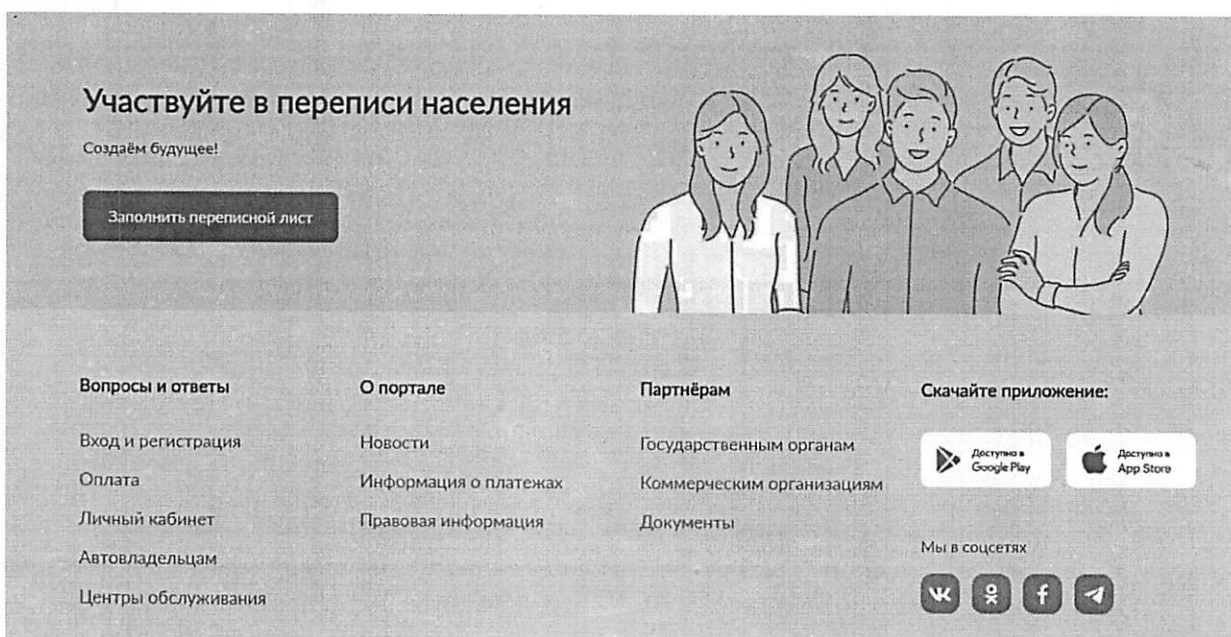 Участвуйте в переписи населения
Создаём будущее!
Заполнить переписной лист
Вопросы и ответы
Вход и регистрация
Оплата
Личный кабинет
Автовладельцам
Центры обслуживания
О портале
Новости
Информация о платежах
Правовая информация
Партнёрам
Государственным органам
Коммерческим организациям
Документы
Скачайте приложение:
Доступно в
Google Play
Доступно в
App Store
Мы в соцсетях